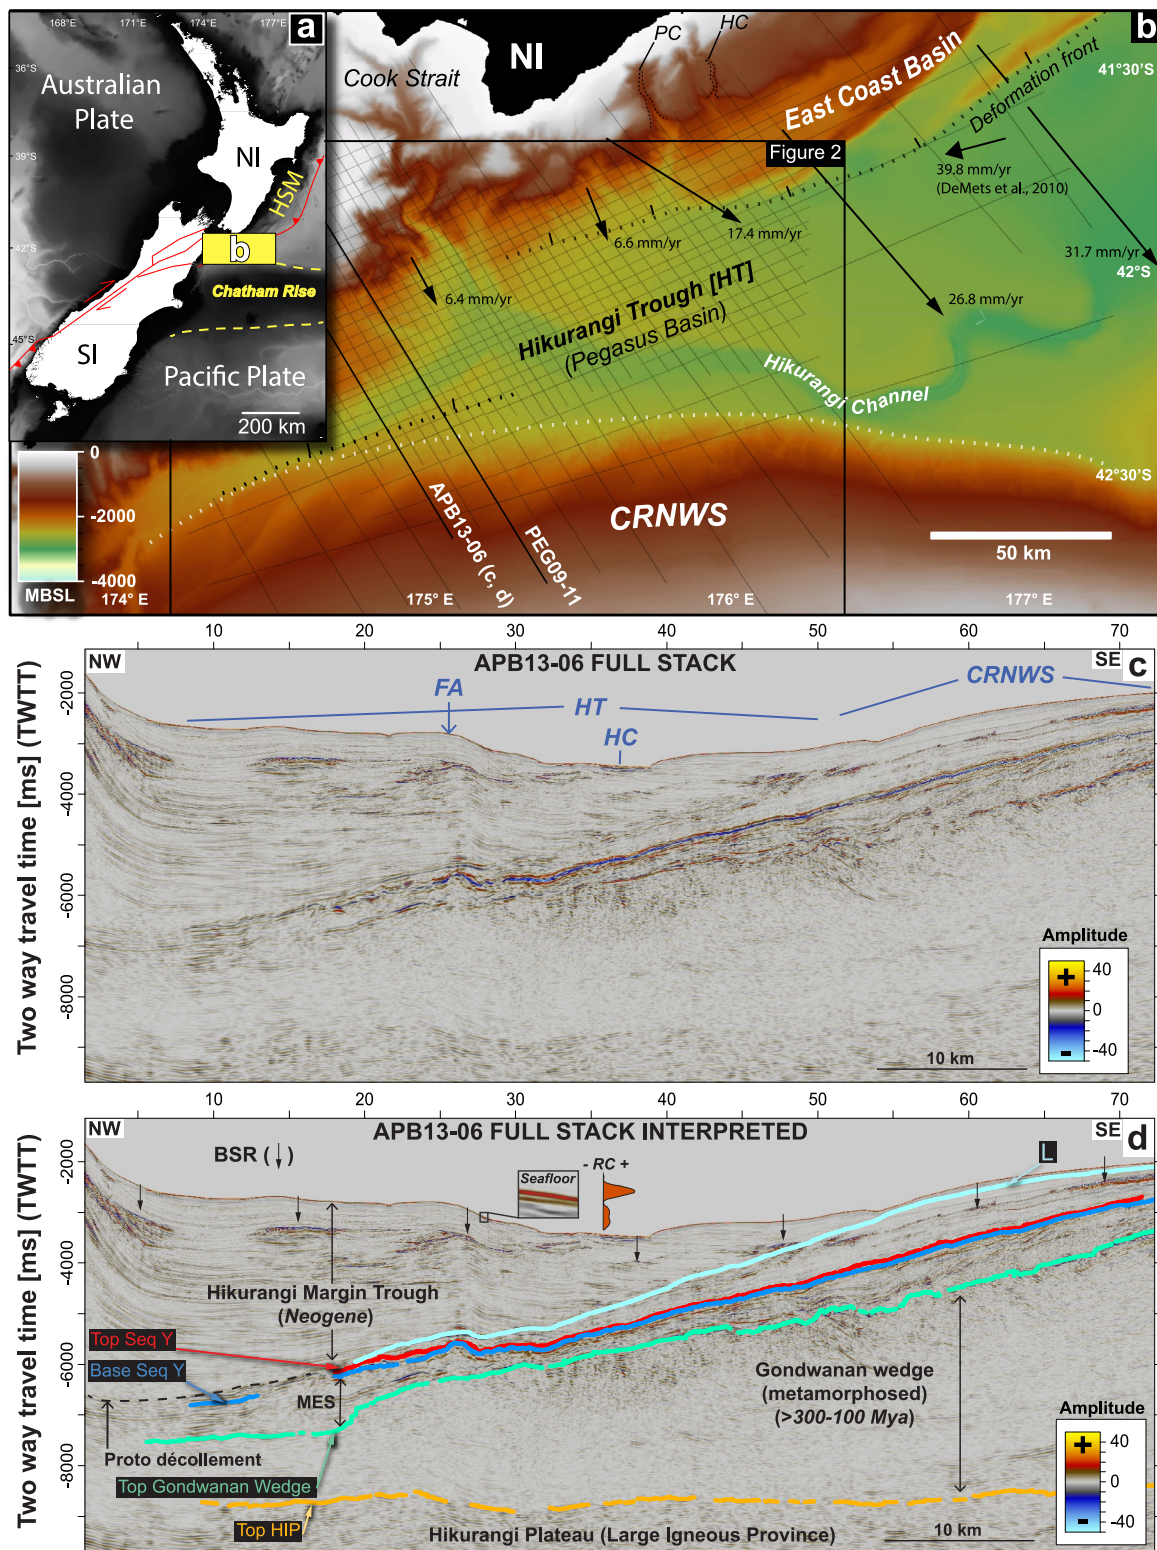 168°E 171°E 174°E 177°E
a
36°S
Australian
Plate
NI
39°S
HSM
42°S
b
Chatham Rise
45°S
SI
Pacific Plate
200 km
b
PC
HC
NI
Cook Strait
East Coast Basin
41°30'S
Deformation front
Figure 2
39.8 mm/yr
(DeMets et al., 2010)
17.4 mm/yr
6.6 mm/yr
31.7 mm/yr
42°S
6.4 mm/yr
26.8 mm/yr
Hikurangi Trough [HT]
(Pegasus Basin)
Hikurangi Channel
42°30'S
CRNWS
APB13-06 (c, d)
PEG09-11
50 km
0
-2000
-4000
MBSL
174° E 175° E 176° E 177° E
10 20 30 40 50 60 70
NW
APB13-06 FULL STACK
SE
c
FA
HT
HC
CRNWS
Two way travel time [ms] (TWTT)
-2000
-4000
-6000
-8000
Amplitude
+
40
0
-40
-
10 km
10 20 30 40 50 60 70
NW
APB13-06 FULL STACK INTERPRETED
SE
d
BSR (↓)
Seafloor
- RC +
L
Two way travel time [ms] (TWTT)
-2000
-4000
-6000
-8000
Hikurangi Margin Trough
(Neogene)
Top Seq Y
Base Seq Y
MES
Gondwanan wedge
(metamorphosed)
(>300-100 Mya)
Proto décollement
Top Gondwanan Wedge
Top HIP
Hikurangi Plateau (Large Igneous Province)
10 km
Amplitude
+
40
0
-40
-